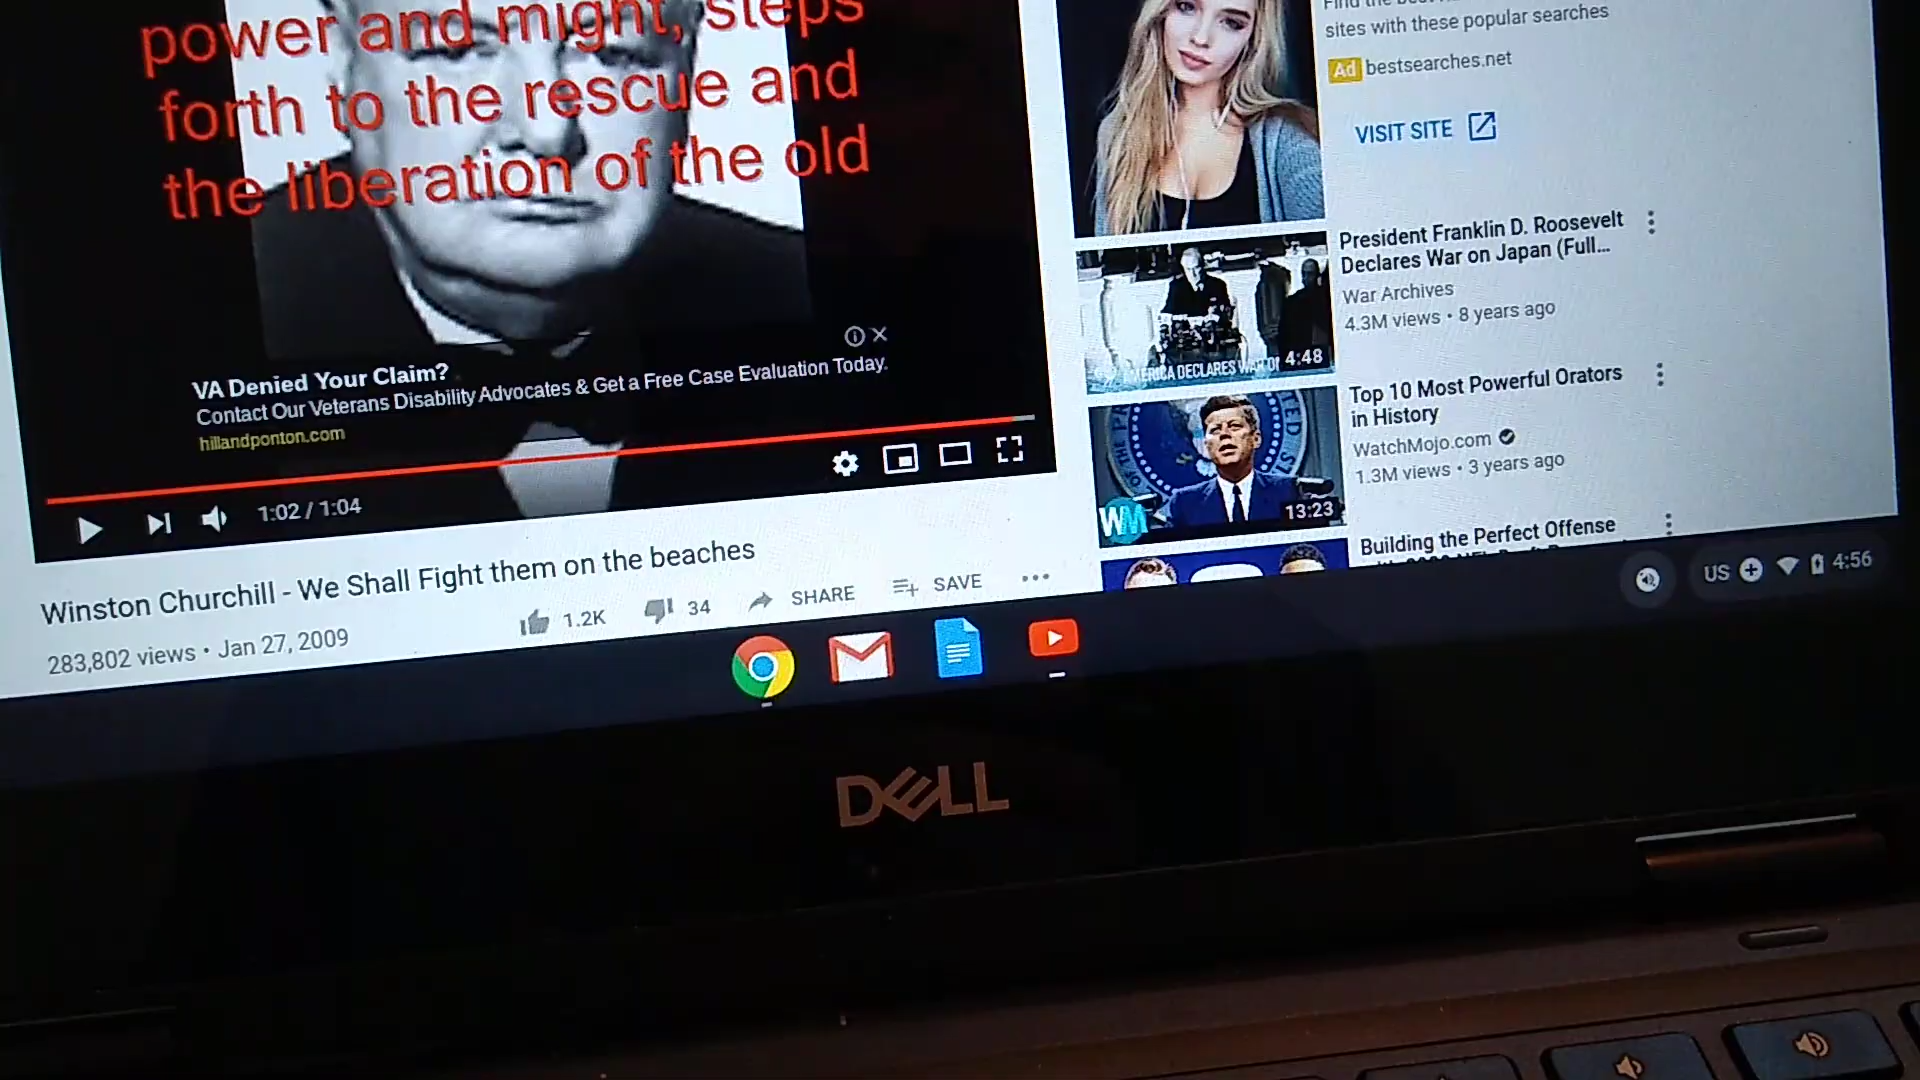 power and might, steps
forth to the rescue and
the liberation of the old
VA Denied Your Claim?
Contact Our Veterans Disability Advocates & Get a Free Case Evaluation Today.
hillandponton.com
1:02 / 1:04
Winston Churchill - We Shall Fight them on the beaches
283,802 views • Jan 27, 2009
1.2K
34
SHARE
SAVE
sites with these popular searches
Ad bestsearches.net
VISIT SITE
AMERICA DECLARES WAR
4:48
President Franklin D. Roosevelt
Declares War on Japan (Full...
War Archives
4.3M views • 8 years ago
WM
13:23
Top 10 Most Powerful Orators
in History
WatchMojo.com
1.3M views • 3 years ago
Building the Perfect Offense
US
4:56
DELL